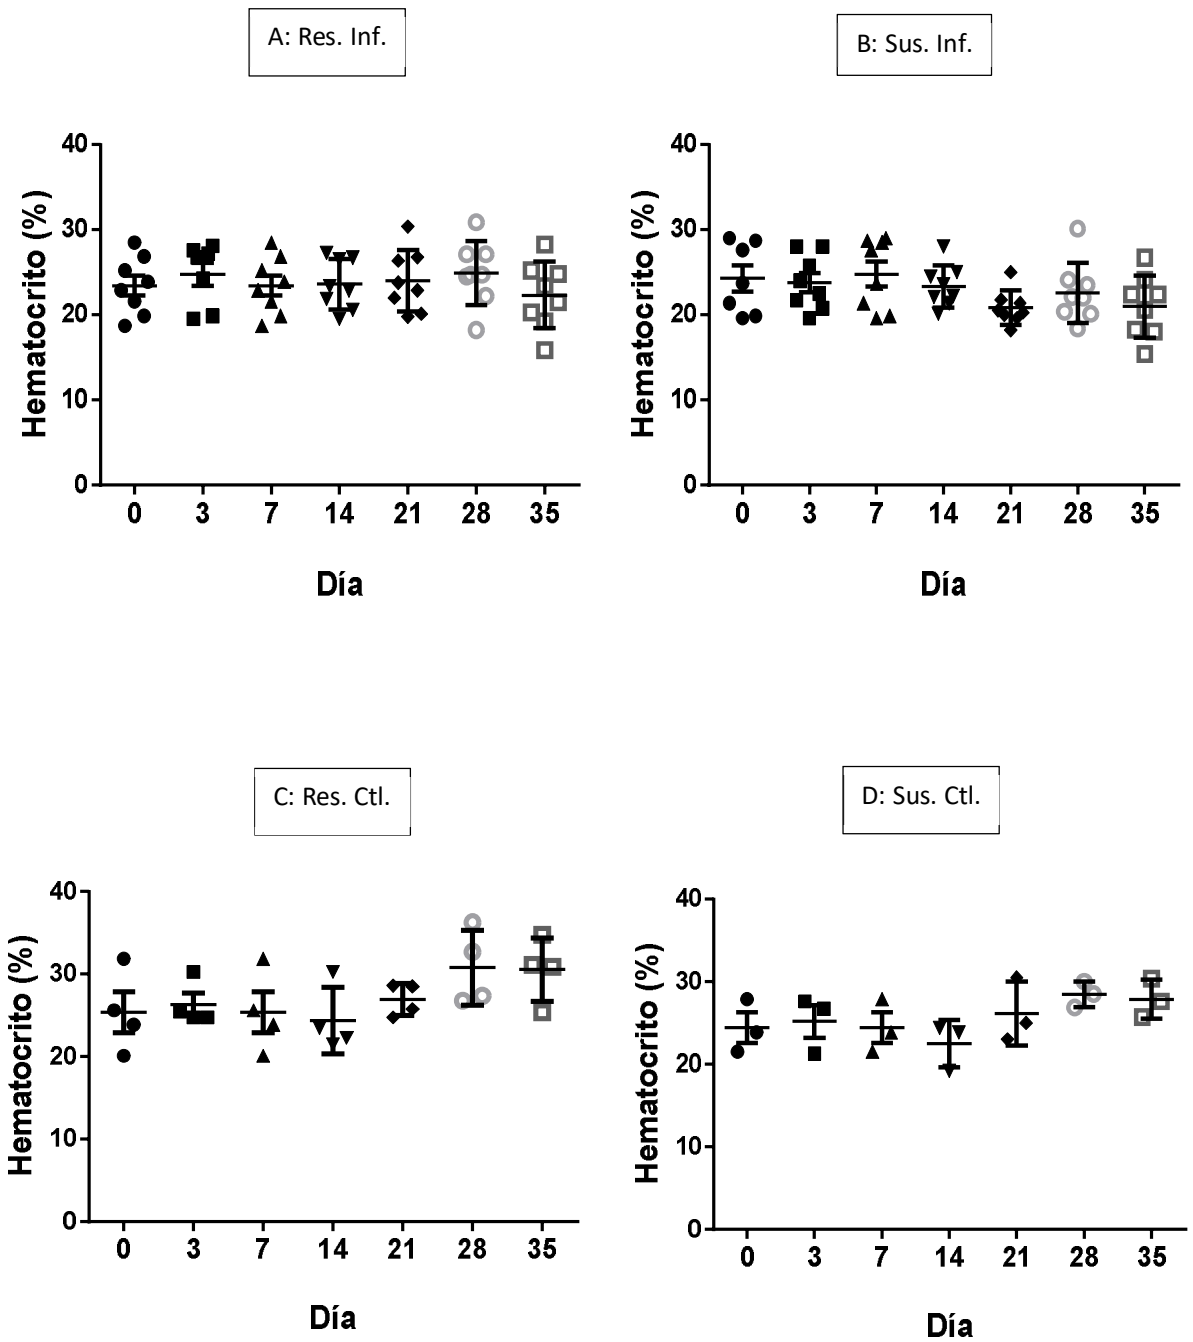 A: Res. Inf.
Hematocrito (%)
40
30
20
10
0
0 3 7 14 21 28 35
Día
B: Sus. Inf.
Hematocrito (%)
40
30
20
10
0
0 3 7 14 21 28 35
Día
C: Res. Ctl.
Hematocrito (%)
40
30
20
10
0
0 3 7 14 21 28 35
Día
D: Sus. Ctl.
Hematocrito (%)
40
30
20
10
0
0 3 7 14 21 28 35
Día